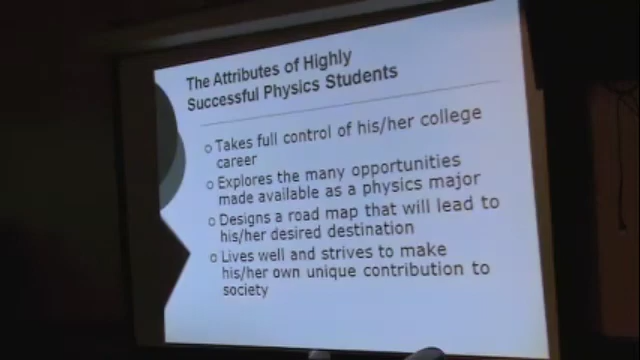 The Attributes of Highly
Successful Physics Students
o Takes full control of his/her college
career
o Explores the many opportunities
made available as a physics major
o Designs a road map that will lead to
his/her desired destination
o Lives well and strives to make
his/her own unique contribution to
society